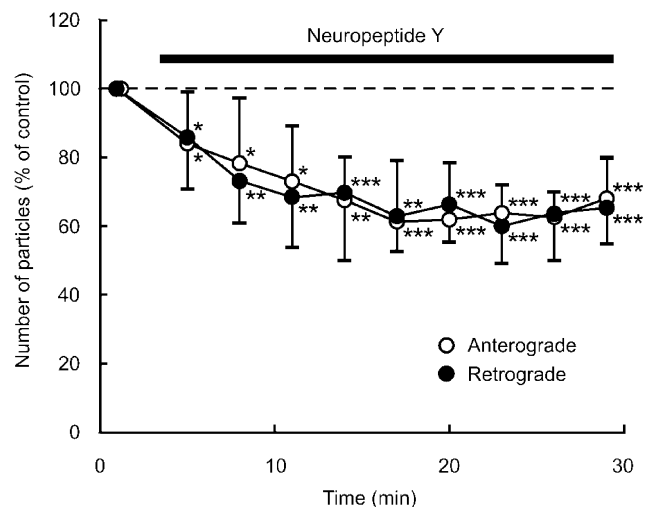 Neuropeptide Y
120
100
80
60
40
20
0
Number of particles (% of control)
* * * *** ** *** *** ***
* ** ** ** *** *** *** *** ***
Anterograde
Retrograde
0 10 20 30
Time (min)